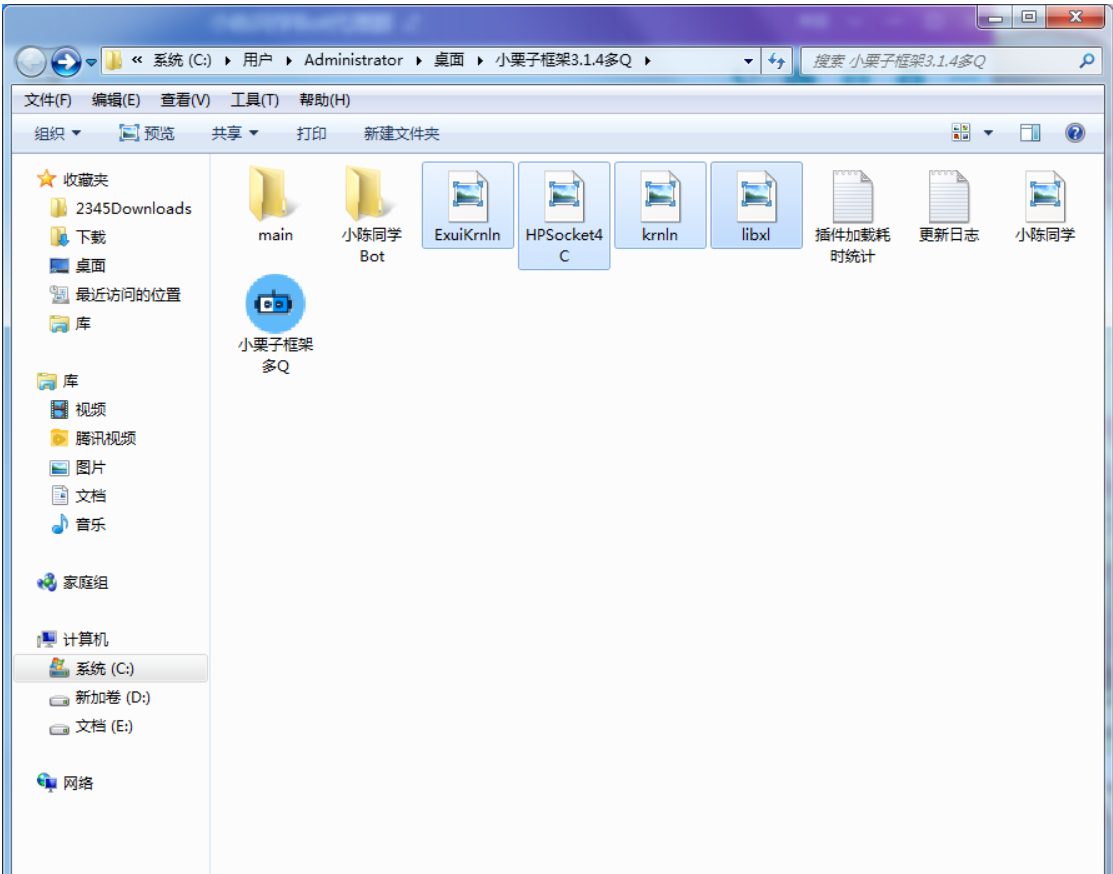 « 系统 (C:) ▸ 用户 ▸ Administrator ▸ 桌面 ▸ 小栗子框架3.1.4多Q ▸
搜索 小栗子框架3.1.4多Q
文件(F) 编辑(E) 查看(V) 工具(T) 帮助(H)
组织 预览 共享 打印 新建文件夹
收藏夹
2345Downloads
下载
桌面
最近访问的位置
库
库
视频
腾讯视频
图片
文档
音乐
家庭组
计算机
系统 (C:)
新加卷 (D:)
文档 (E:)
网络
main
小陈同学
Bot
ExuiKrnln
HPSocket4
C
krnln
libxl
插件加载耗
时统计
更新日志
小陈同学
小栗子框架
多Q